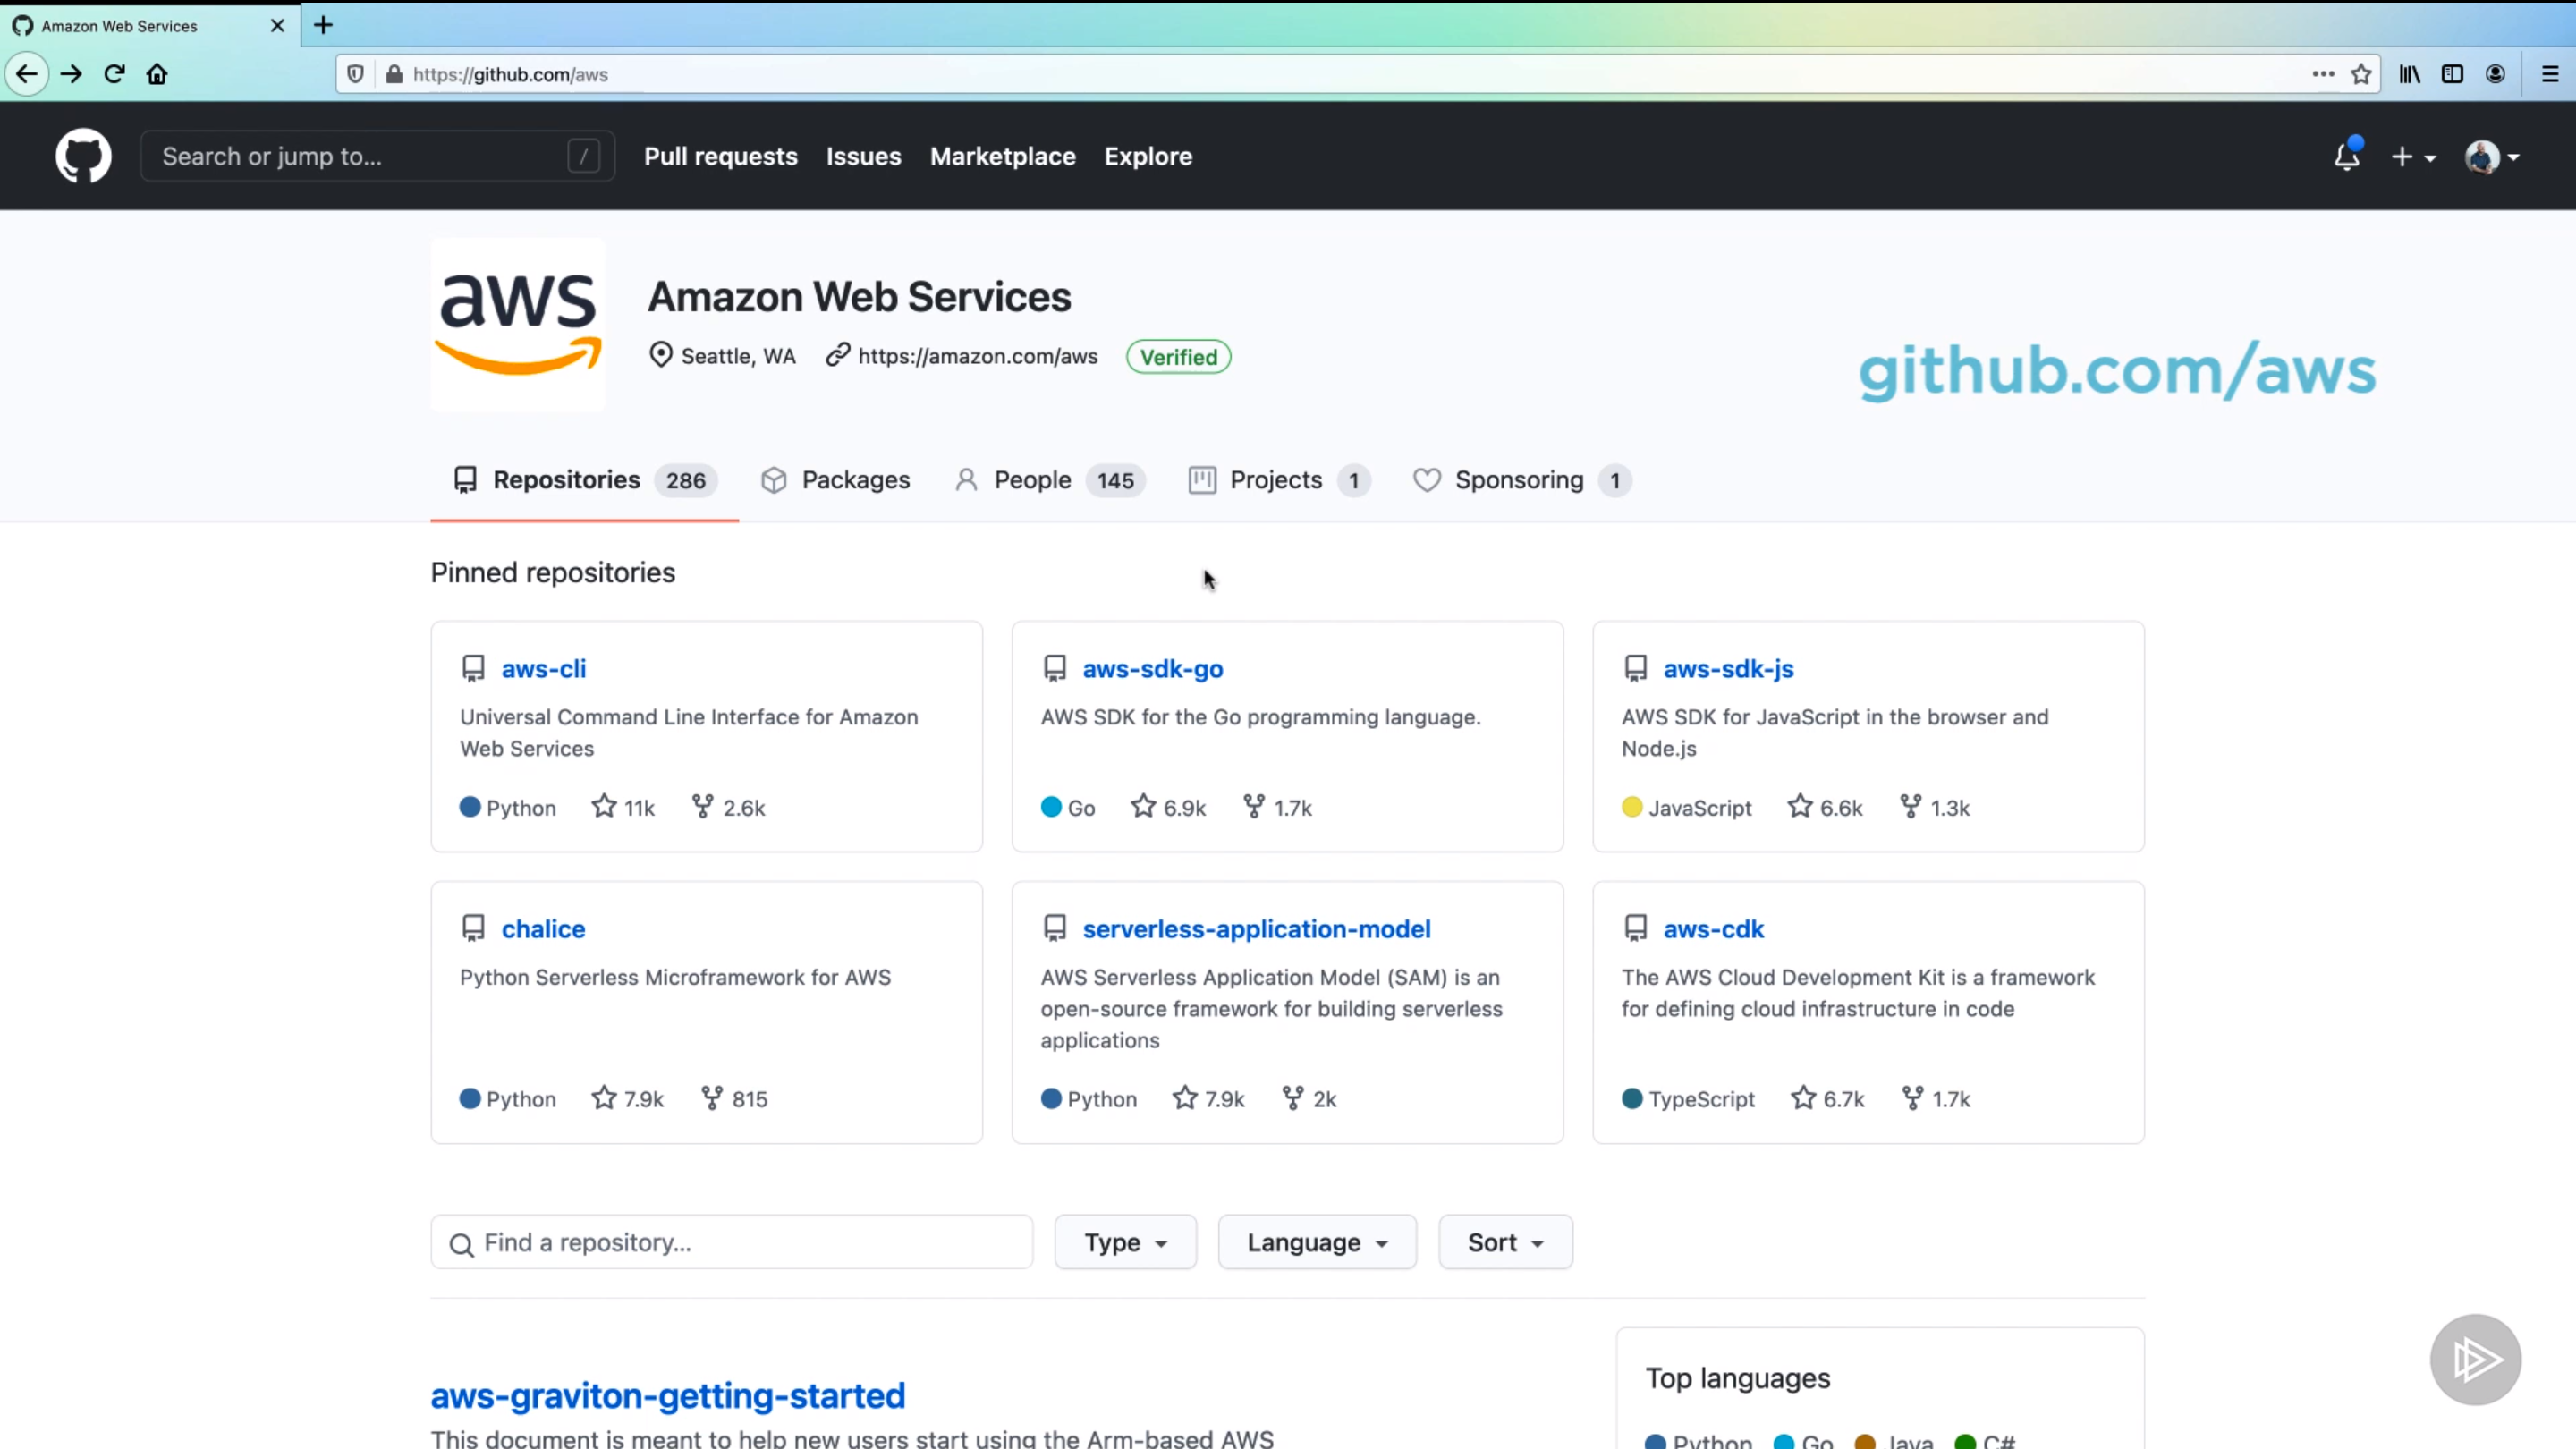 Amazon Web Services
https://github.com/aws
Search or jump to...
/
Pull requests
Issues
Marketplace
Explore
aws
Amazon Web Services
Seattle, WA
https://amazon.com/aws
Verified
github.com/aws
Repositories 286
Packages
People 145
Projects 1
Sponsoring 1
Pinned repositories
aws-cli
Universal Command Line Interface for Amazon
Web Services
Python 11k 2.6k
aws-sdk-go
AWS SDK for the Go programming language.
Go 6.9k 1.7k
aws-sdk-js
AWS SDK for JavaScript in the browser and
Node.js
JavaScript 6.6k 1.3k
chalice
Python Serverless Microframework for AWS
Python 7.9k 815
serverless-application-model
AWS Serverless Application Model (SAM) is an
open-source framework for building serverless
applications
Python 7.9k 2k
aws-cdk
The AWS Cloud Development Kit is a framework
for defining cloud infrastructure in code
TypeScript 6.7k 1.7k
Find a repository...
Type
Language
Sort
aws-graviton-getting-started
This document is meant to help new users start using the Arm-based AWS
Top languages
Python Go Java C#